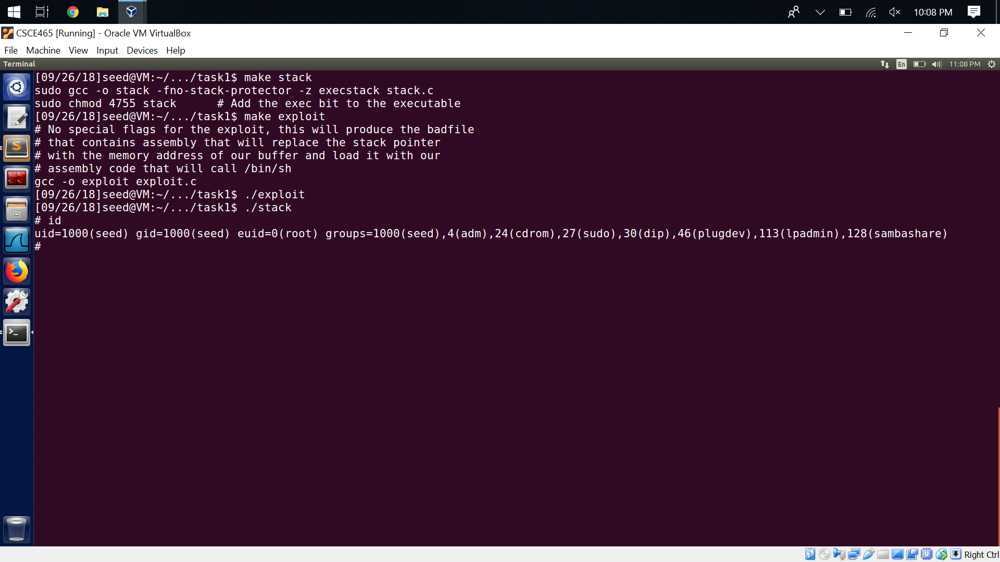 10:08 PM
CSCE465 [Running] - Oracle VM VirtualBox
File Machine View Input Devices Help
Terminal En 11:08 PM
[09/26/18]seed@VM:~/.../task1$ make stack
sudo gcc -o stack -fno-stack-protector -z execstack stack.c
sudo chmod 4755 stack      # Add the exec bit to the executable
[09/26/18]seed@VM:~/.../task1$ make exploit
# No special flags for the exploit, this will produce the badfile
# that contains assembly that will replace the stack pointer
# with the memory address of our buffer and load it with our
# assembly code that will call /bin/sh
gcc -o exploit exploit.c
[09/26/18]seed@VM:~/.../task1$ ./exploit
[09/26/18]seed@VM:~/.../task1$ ./stack
# id
uid=1000(seed) gid=1000(seed) euid=0(root) groups=1000(seed),4(adm),24(cdrom),27(sudo),30(dip),46(plugdev),113(lpadmin),128(sambashare)
#
Right Ctrl